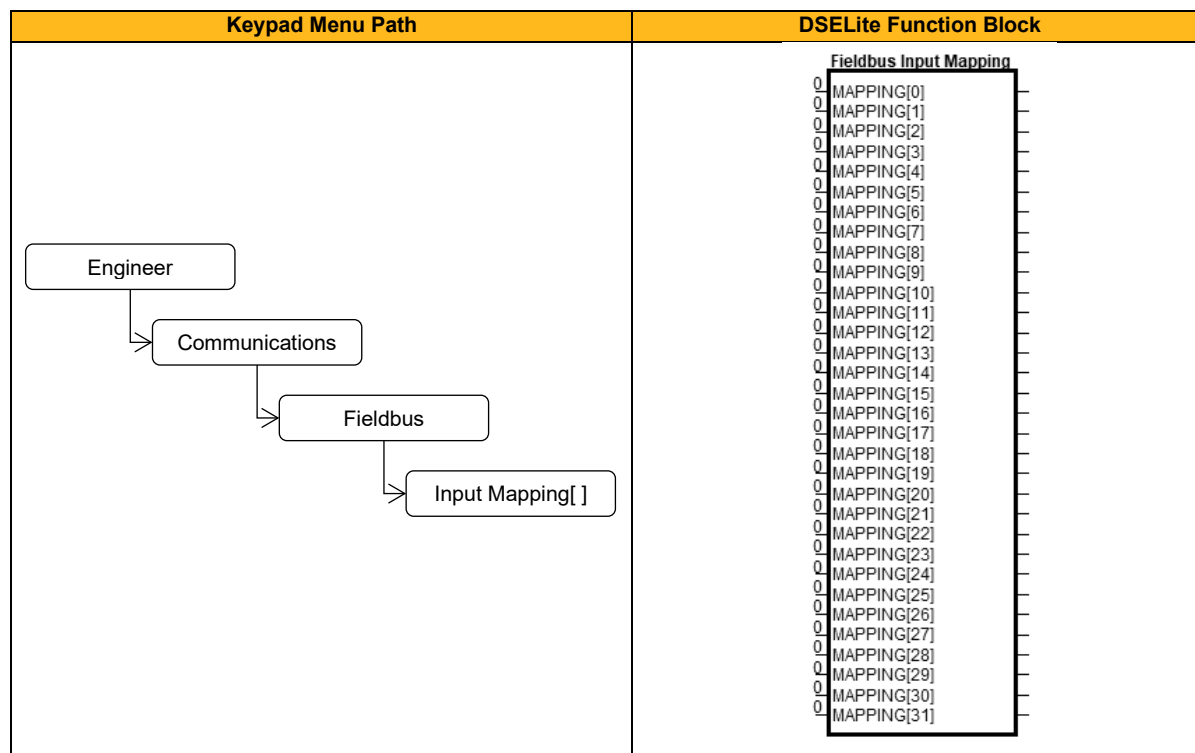 Keypad Menu Path
DSELite Function Block
Engineer
Communications
Fieldbus
Input Mapping[ ]
Fieldbus Input Mapping
0 MAPPING[0]
0 MAPPING[1]
0 MAPPING[2]
0 MAPPING[3]
0 MAPPING[4]
0 MAPPING[5]
0 MAPPING[6]
0 MAPPING[7]
0 MAPPING[8]
0 MAPPING[9]
0 MAPPING[10]
0 MAPPING[11]
0 MAPPING[12]
0 MAPPING[13]
0 MAPPING[14]
0 MAPPING[15]
0 MAPPING[16]
0 MAPPING[17]
0 MAPPING[18]
0 MAPPING[19]
0 MAPPING[20]
0 MAPPING[21]
0 MAPPING[22]
0 MAPPING[23]
0 MAPPING[24]
0 MAPPING[25]
0 MAPPING[26]
0 MAPPING[27]
0 MAPPING[28]
0 MAPPING[29]
0 MAPPING[30]
0 MAPPING[31]